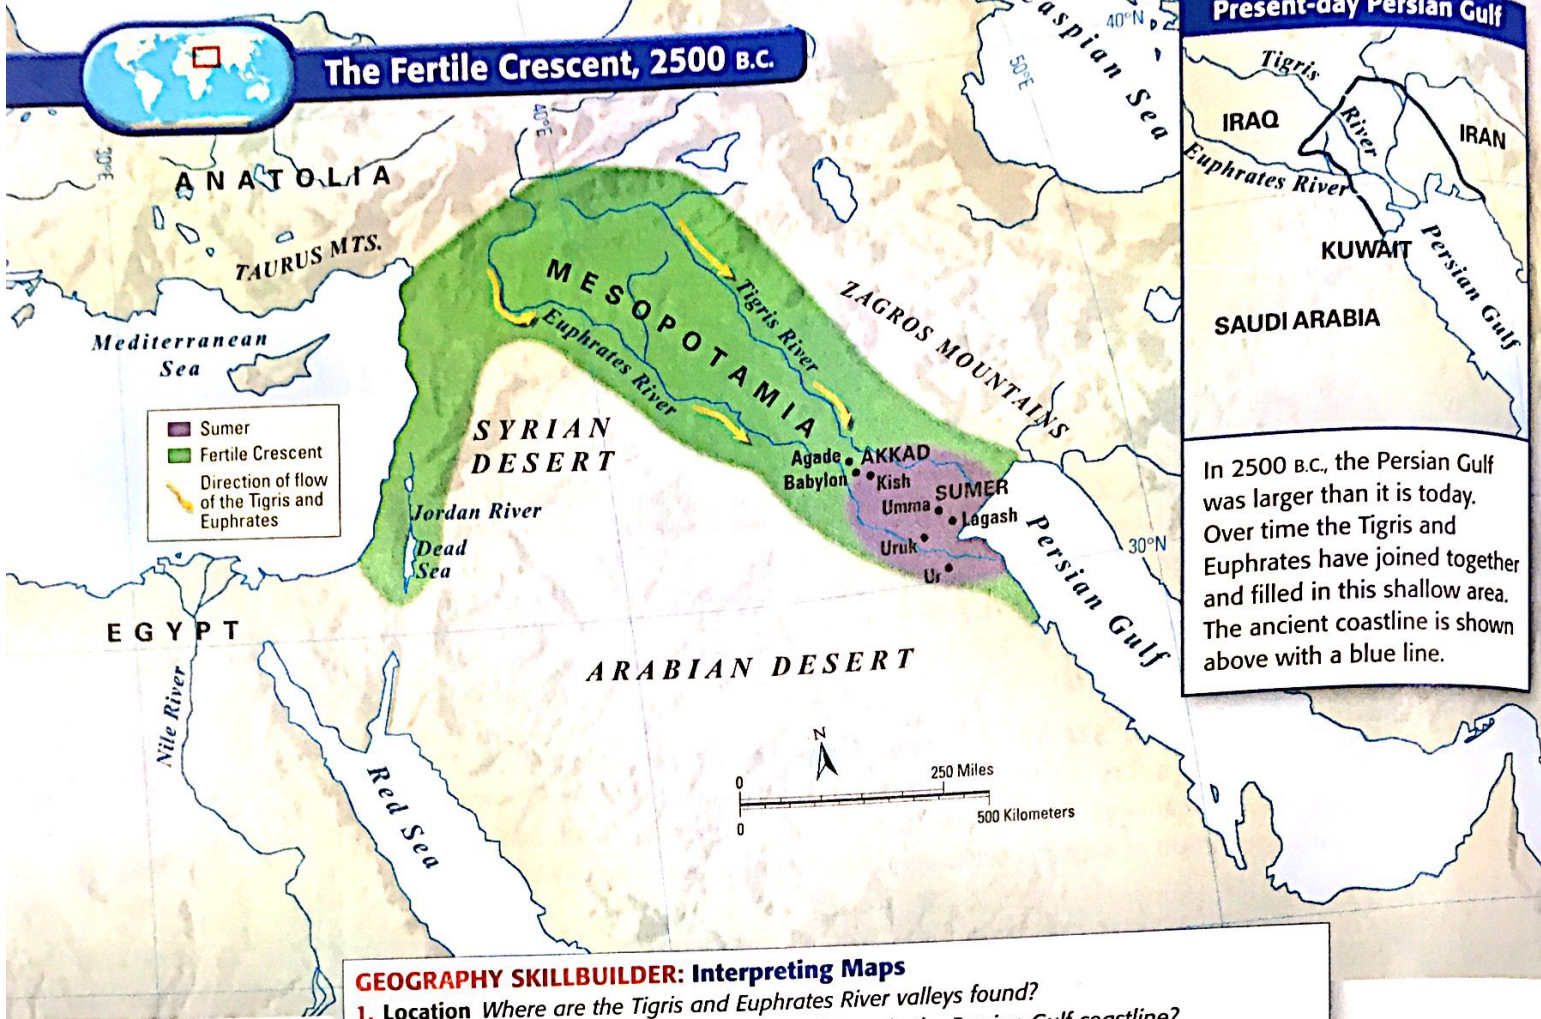 The Fertile Crescent, 2500 B.C.
Present-day Persian Gulf
40°N
Caspian Sea
50°E
40°E
30°E
Tigris
River
IRAQ
IRAN
Euphrates River
KUWAIT
Persian Gulf
SAUDI ARABIA
ANATOLIA
TAURUS MTS.
MESOPOTAMIA
Tigris River
Euphrates River
ZAGROS MOUNTAINS
Mediterranean
Sea
Sumer
Fertile Crescent
Direction of flow
of the Tigris and
Euphrates
SYRIAN
DESERT
Agade
AKKAD
Babylon
Kish
SUMER
Umma
Lagash
Uruk
Ur
Jordan River
Dead
Sea
Persian Gulf
30°N
In 2500 B.C., the Persian Gulf
was larger than it is today.
Over time the Tigris and
Euphrates have joined together
and filled in this shallow area.
The ancient coastline is shown
above with a blue line.
EGYPT
Nile River
ARABIAN DESERT
Red Sea
N
0
250 Miles
0
500 Kilometers
GEOGRAPHY SKILLBUILDER: Interpreting Maps
1. Location Where are the Tigris and Euphrates River valleys found?
Persian Gulf coastline?